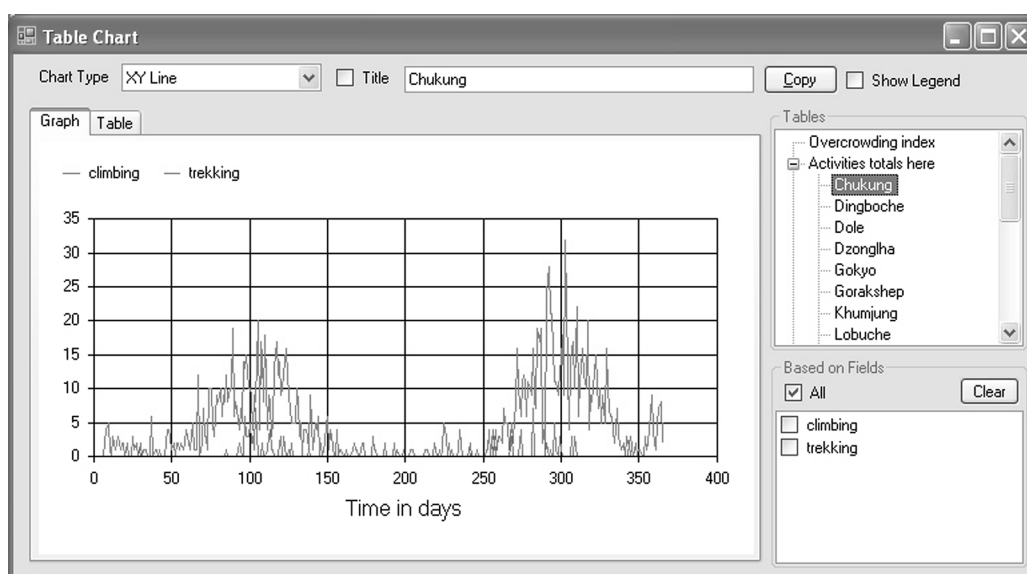 Table Chart
Chart Type XY Line Title Chukung Copy Show Legend
Graph Table
climbing trekking
35
30
25
20
15
10
5
0
0 50 100 150 200 250 300 350 400
Time in days
Tables
Overcrowding index
Activities totals here
Chukung
Dingboche
Dole
Dzonglha
Gokyo
Gorakshep
Khumjung
Lobuche
Based on Fields
All Clear
climbing
trekking